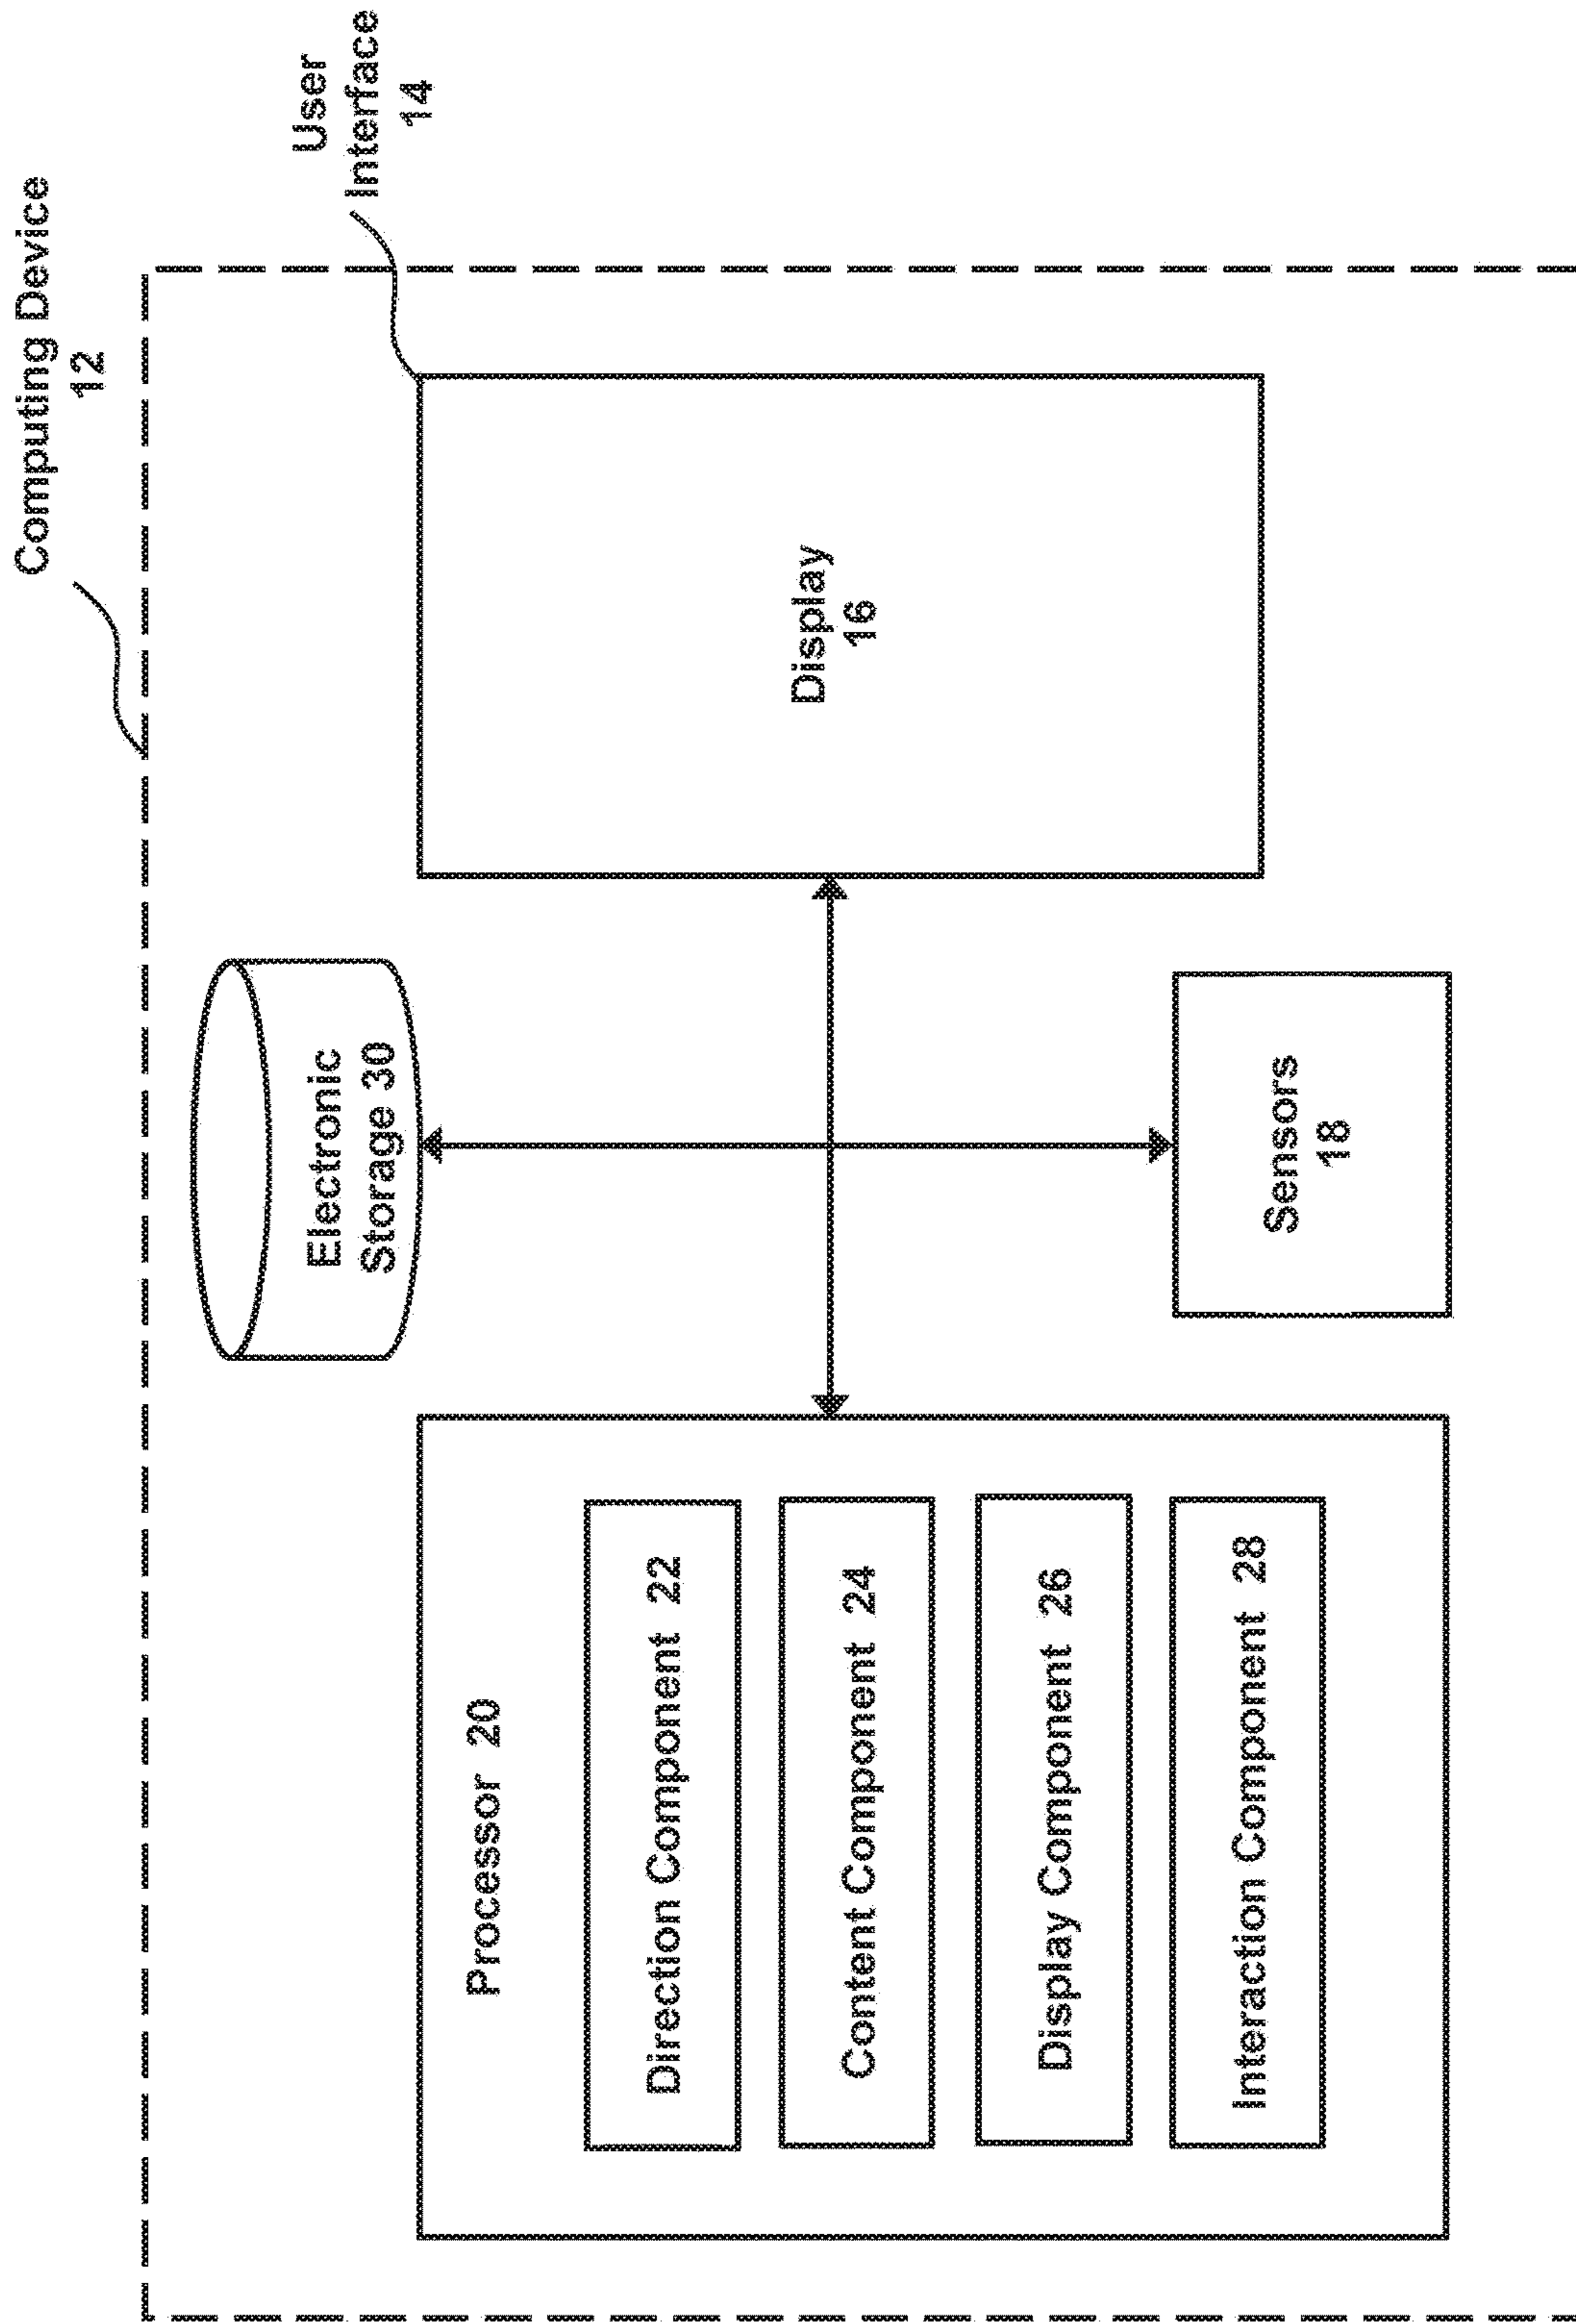 Computing Device
12
User
Interface
14
Electronic
Storage 30
Processor 20
Direction Component 22
Content Component 24
Display Component 26
Interaction Component 28
Display
16
Sensors
18